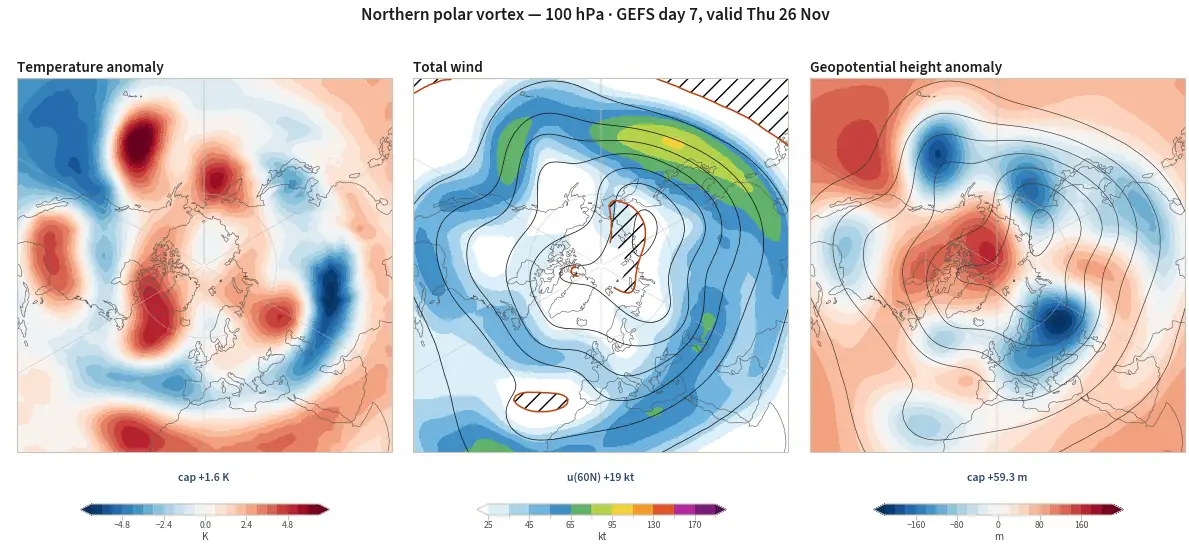 Northern polar vortex — 100 hPa · GEFS day 7, valid Thu 26 Nov
Temperature anomaly
Total wind
Geopotential height anomaly
cap +1.6 K
u(60N) +19 kt
cap +59.3 m
−4.8 −2.4 0.0 2.4 4.8
K
25 45 65 95 130 170
kt
−160 −80 0 80 160
m